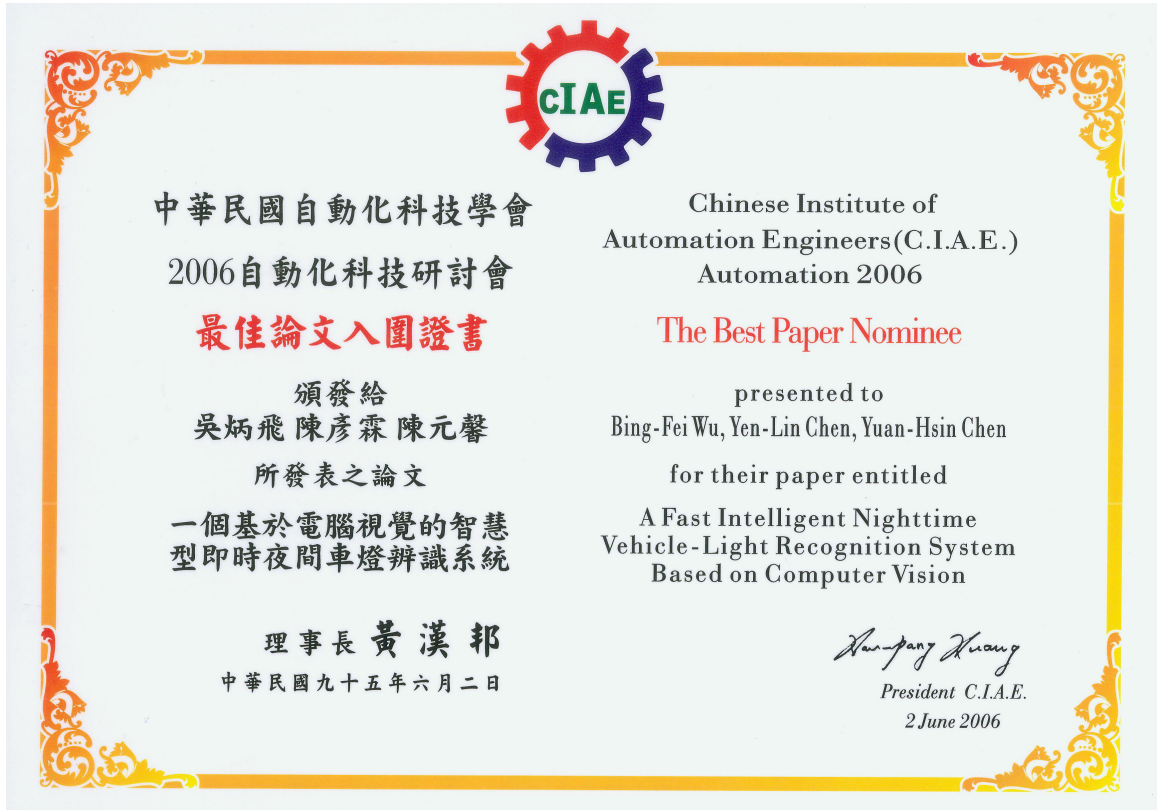 CIAE
中華民國自動化科技學會
2006自動化科技研討會
最佳論文入圍證書
頒發給
吳炳飛 陳彥霖 陳元馨
所發表之論文
一個基於電腦視覺的智慧
型即時夜間車燈辨識系統
理事長 黃漢邦
中華民國九十五年六月二日
Chinese Institute of
Automation Engineers(C.I.A.E.)
Automation 2006
The Best Paper Nominee
presented to
Bing-Fei Wu, Yen-Lin Chen, Yuan-Hsin Chen
for their paper entitled
A Fast Intelligent Nighttime
Vehicle-Light Recognition System
Based on Computer Vision
Han-Pang Huang
President C.I.A.E.
2 June 2006